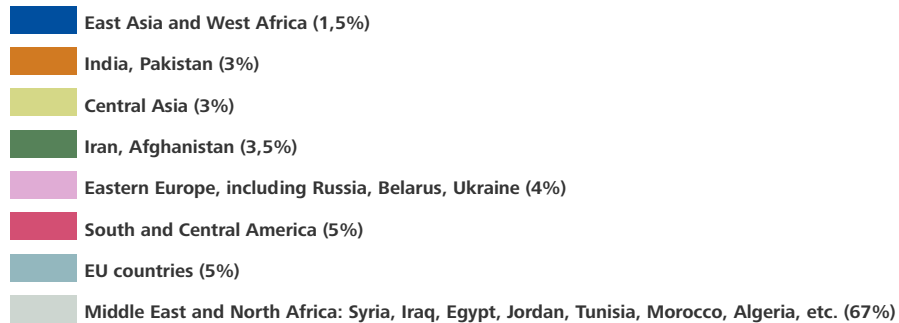 East Asia and West Africa (1,5%)
India, Pakistan (3%)
Central Asia (3%)
Iran, Afghanistan (3,5%)
Eastern Europe, including Russia, Belarus, Ukraine (4%)
South and Central America (5%)
EU countries (5%)
Middle East and North Africa: Syria, Iraq, Egypt, Jordan, Tunisia, Morocco, Algeria, etc. (67%)